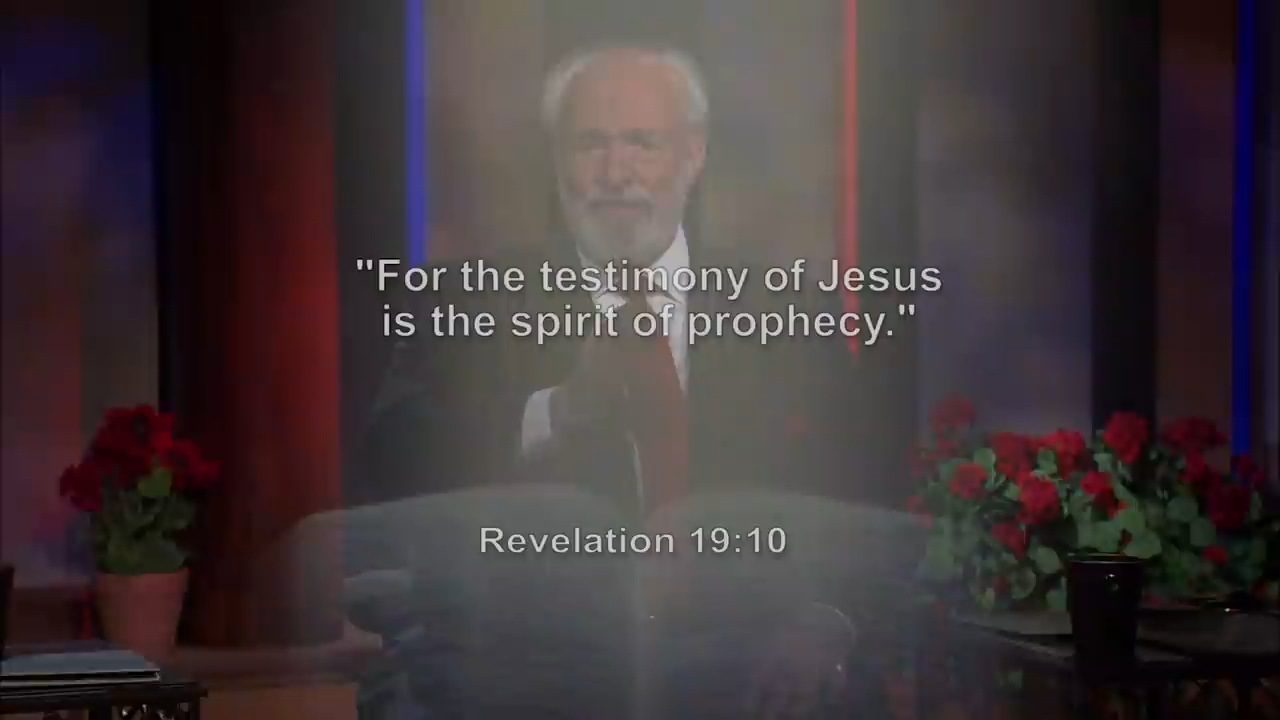 "For the testimony of Jesus
is the spirit of prophecy."
Revelation 19:10